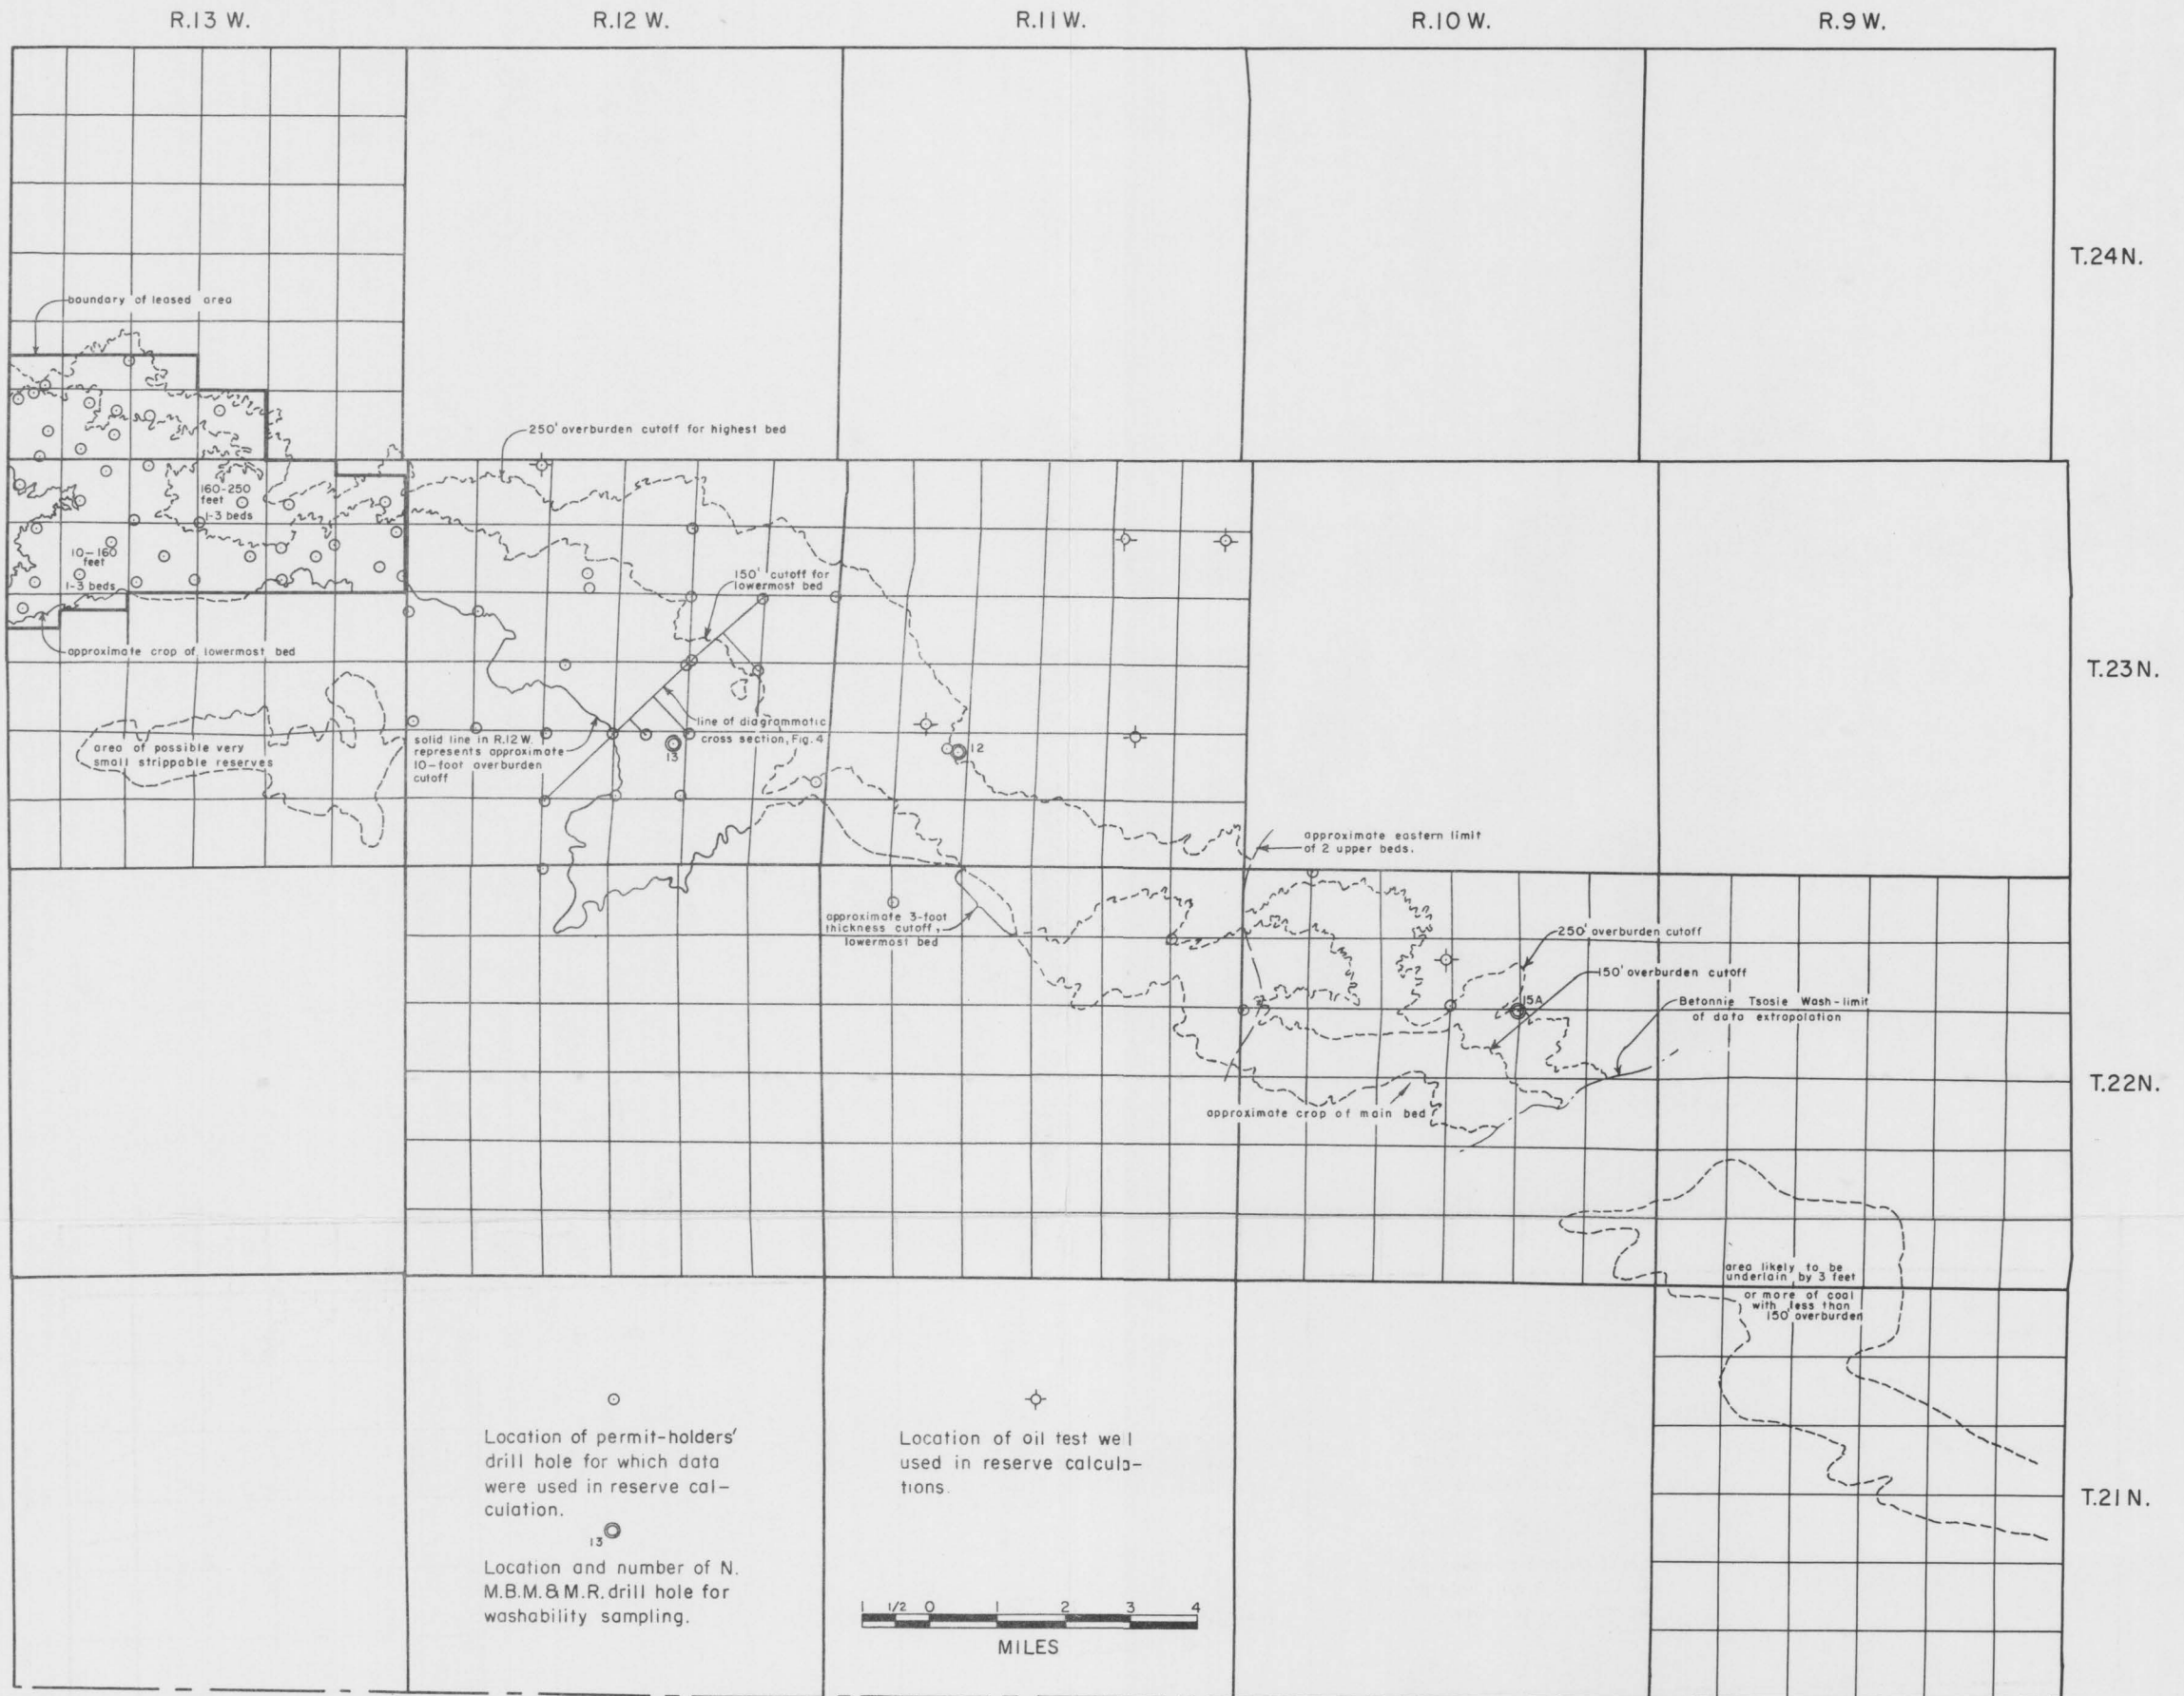 R.13 W.
R.12 W.
R.11 W.
R.10 W.
R.9 W.
T.24N.
boundary of leased area
250' overburden cutoff for highest bed
160-250
feet
1-3 beds
10-160
feet
1-3 beds
150' cutoff for
lowermost bed
approximate crop of lowermost bed
T.23N.
area of possible very
small strippable reserves
solid line in R.12W.
represents approximate
10-foot overburden
cutoff
line of diagrammatic
cross section, Fig. 4
13
12
approximate eastern limit
of 2 upper beds.
approximate 3-foot
thickness cutoff,
lowermost bed
250' overburden cutoff
150' overburden cutoff
15A
Betonnie Tsosie Wash-limit
of data extrapolation
T.22N.
approximate crop of main bed
area likely to be
underlain by 3 feet
or more of coal
with less than
150' overburden
T.21N.
Location of permit-holders'
drill hole for which data
were used in reserve cal-
culation.
13
Location and number of N.
M.B.M.&M.R. drill hole for
washability sampling.
Location of oil test well
used in reserve calcula-
tions.
1 1/2 0 1 2 3 4
MILES